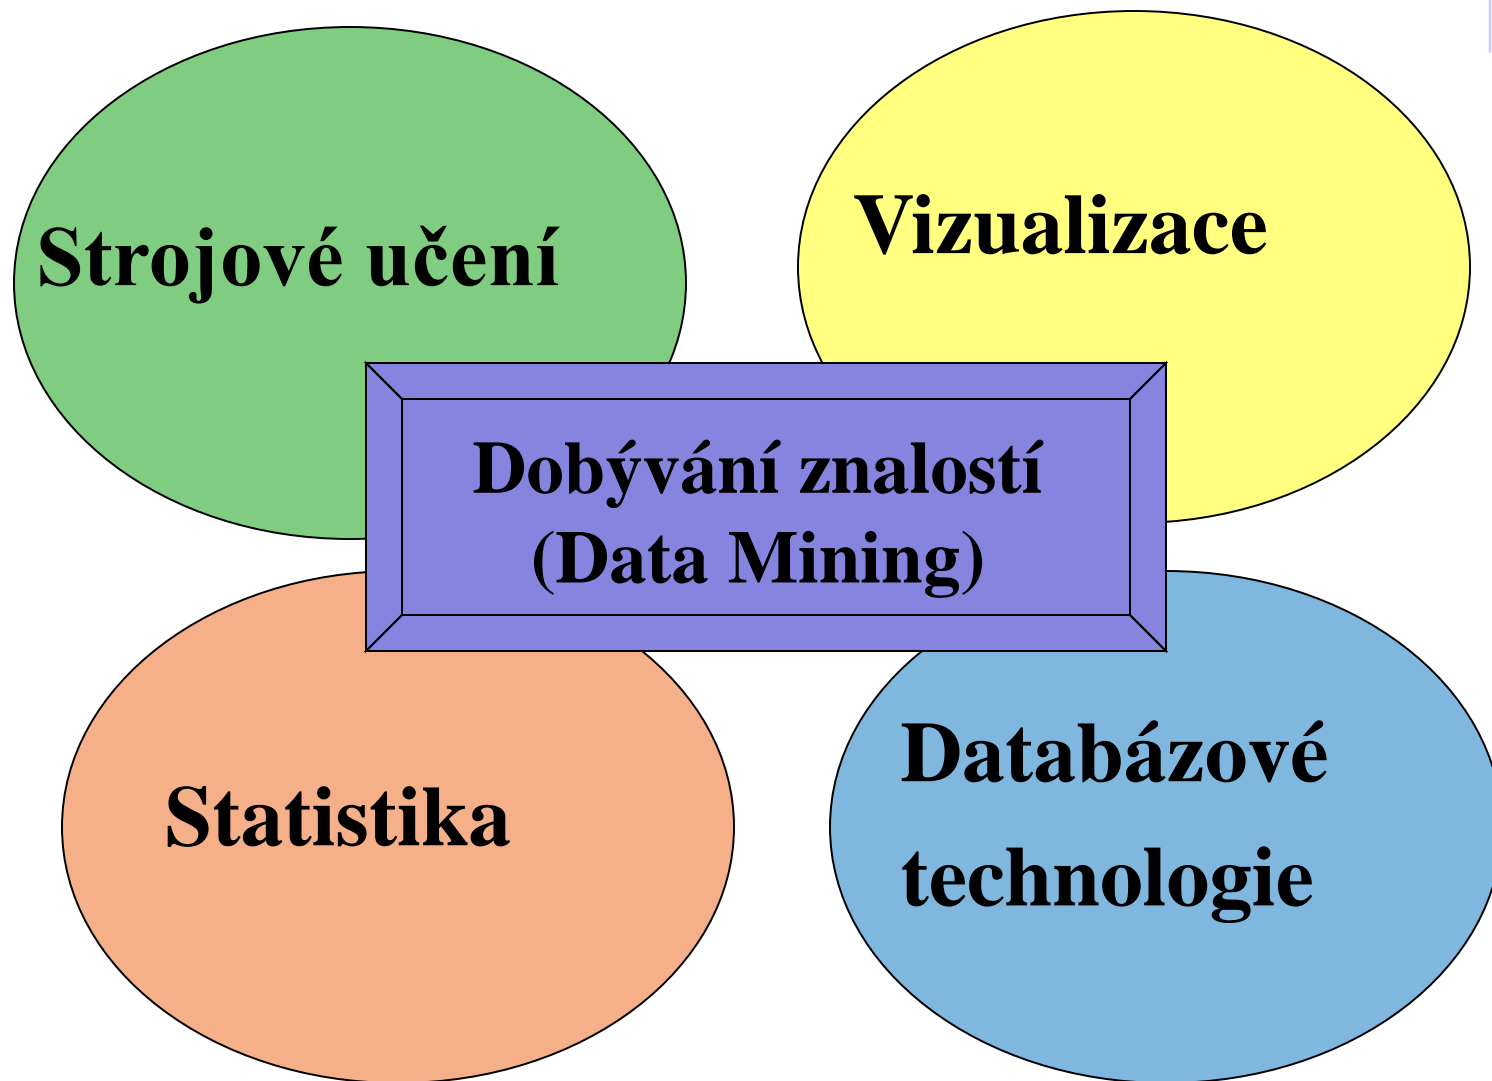 Strojové učení
Vizualizace
Dobývání znalostí
(Data Mining)
Statistika
Databázové
technologie